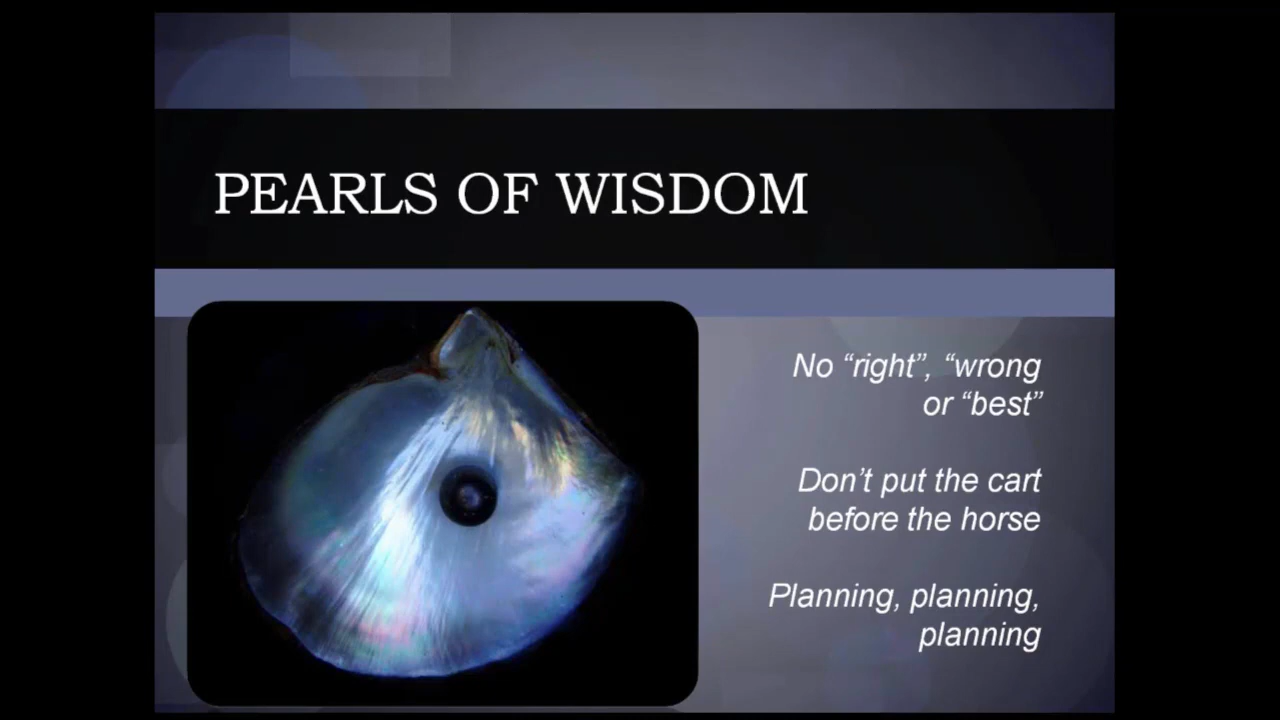 PEARLS OF WISDOM
No “right”, “wrong
or “best”
Don’t put the cart
before the horse
Planning, planning,
planning